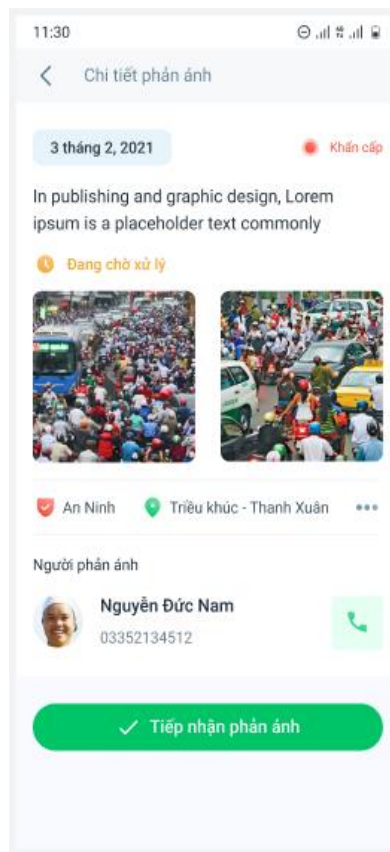 11:30
Chi tiết phản ánh
3 tháng 2, 2021
Khẩn cấp
In publishing and graphic design, Lorem
ipsum is a placeholder text commonly
Đang chờ xử lý
An Ninh
Triều khúc - Thanh Xuân
Người phản ánh
Nguyễn Đức Nam
03352134512
Tiếp nhận phản ánh